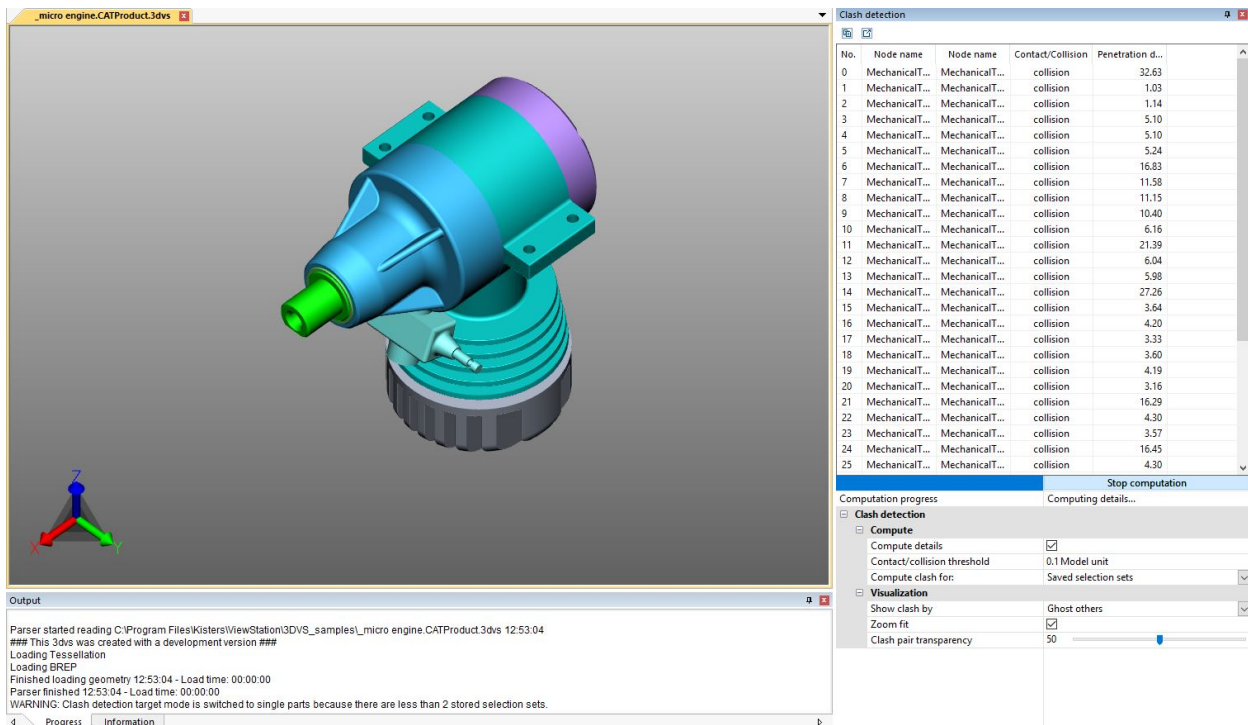 _micro engine.CATProduct.3dvs
Z
X
Y
Output
Parser started reading C:\Program Files\Kisters\ViewStation\3DVS_samples\_micro engine.CATProduct.3dvs 12:53:04
### This 3dvs was created with a development version ###
Loading Tessellation
Loading BREP
Finished loading geometry 12:53:04 - Load time: 00:00:00
Parser finished 12:53:04 - Load time: 00:00:00
WARNING: Clash detection target mode is switched to single parts because there are less than 2 stored selection sets.
Progress Information
Clash detection
No. Node name Node name Contact/Collision Penetration d...
0 MechanicalT... MechanicalT... collision 32.63
1 MechanicalT... MechanicalT... collision 1.03
2 MechanicalT... MechanicalT... collision 1.14
3 MechanicalT... MechanicalT... collision 5.10
4 MechanicalT... MechanicalT... collision 5.10
5 MechanicalT... MechanicalT... collision 5.24
6 MechanicalT... MechanicalT... collision 16.83
7 MechanicalT... MechanicalT... collision 11.58
8 MechanicalT... MechanicalT... collision 11.15
9 MechanicalT... MechanicalT... collision 10.40
10 MechanicalT... MechanicalT... collision 6.16
11 MechanicalT... MechanicalT... collision 21.39
12 MechanicalT... MechanicalT... collision 6.04
13 MechanicalT... MechanicalT... collision 5.98
14 MechanicalT... MechanicalT... collision 27.26
15 MechanicalT... MechanicalT... collision 3.64
16 MechanicalT... MechanicalT... collision 4.20
17 MechanicalT... MechanicalT... collision 3.33
18 MechanicalT... MechanicalT... collision 3.60
19 MechanicalT... MechanicalT... collision 4.19
20 MechanicalT... MechanicalT... collision 3.16
21 MechanicalT... MechanicalT... collision 16.29
22 MechanicalT... MechanicalT... collision 4.30
23 MechanicalT... MechanicalT... collision 3.57
24 MechanicalT... MechanicalT... collision 16.45
25 MechanicalT... MechanicalT... collision 4.30
Stop computation
Computation progress Computing details...
Clash detection
Compute
Compute details
Contact/collision threshold 0.1 Model unit
Compute clash for: Saved selection sets
Visualization
Show clash by Ghost others
Zoom fit
Clash pair transparency 50